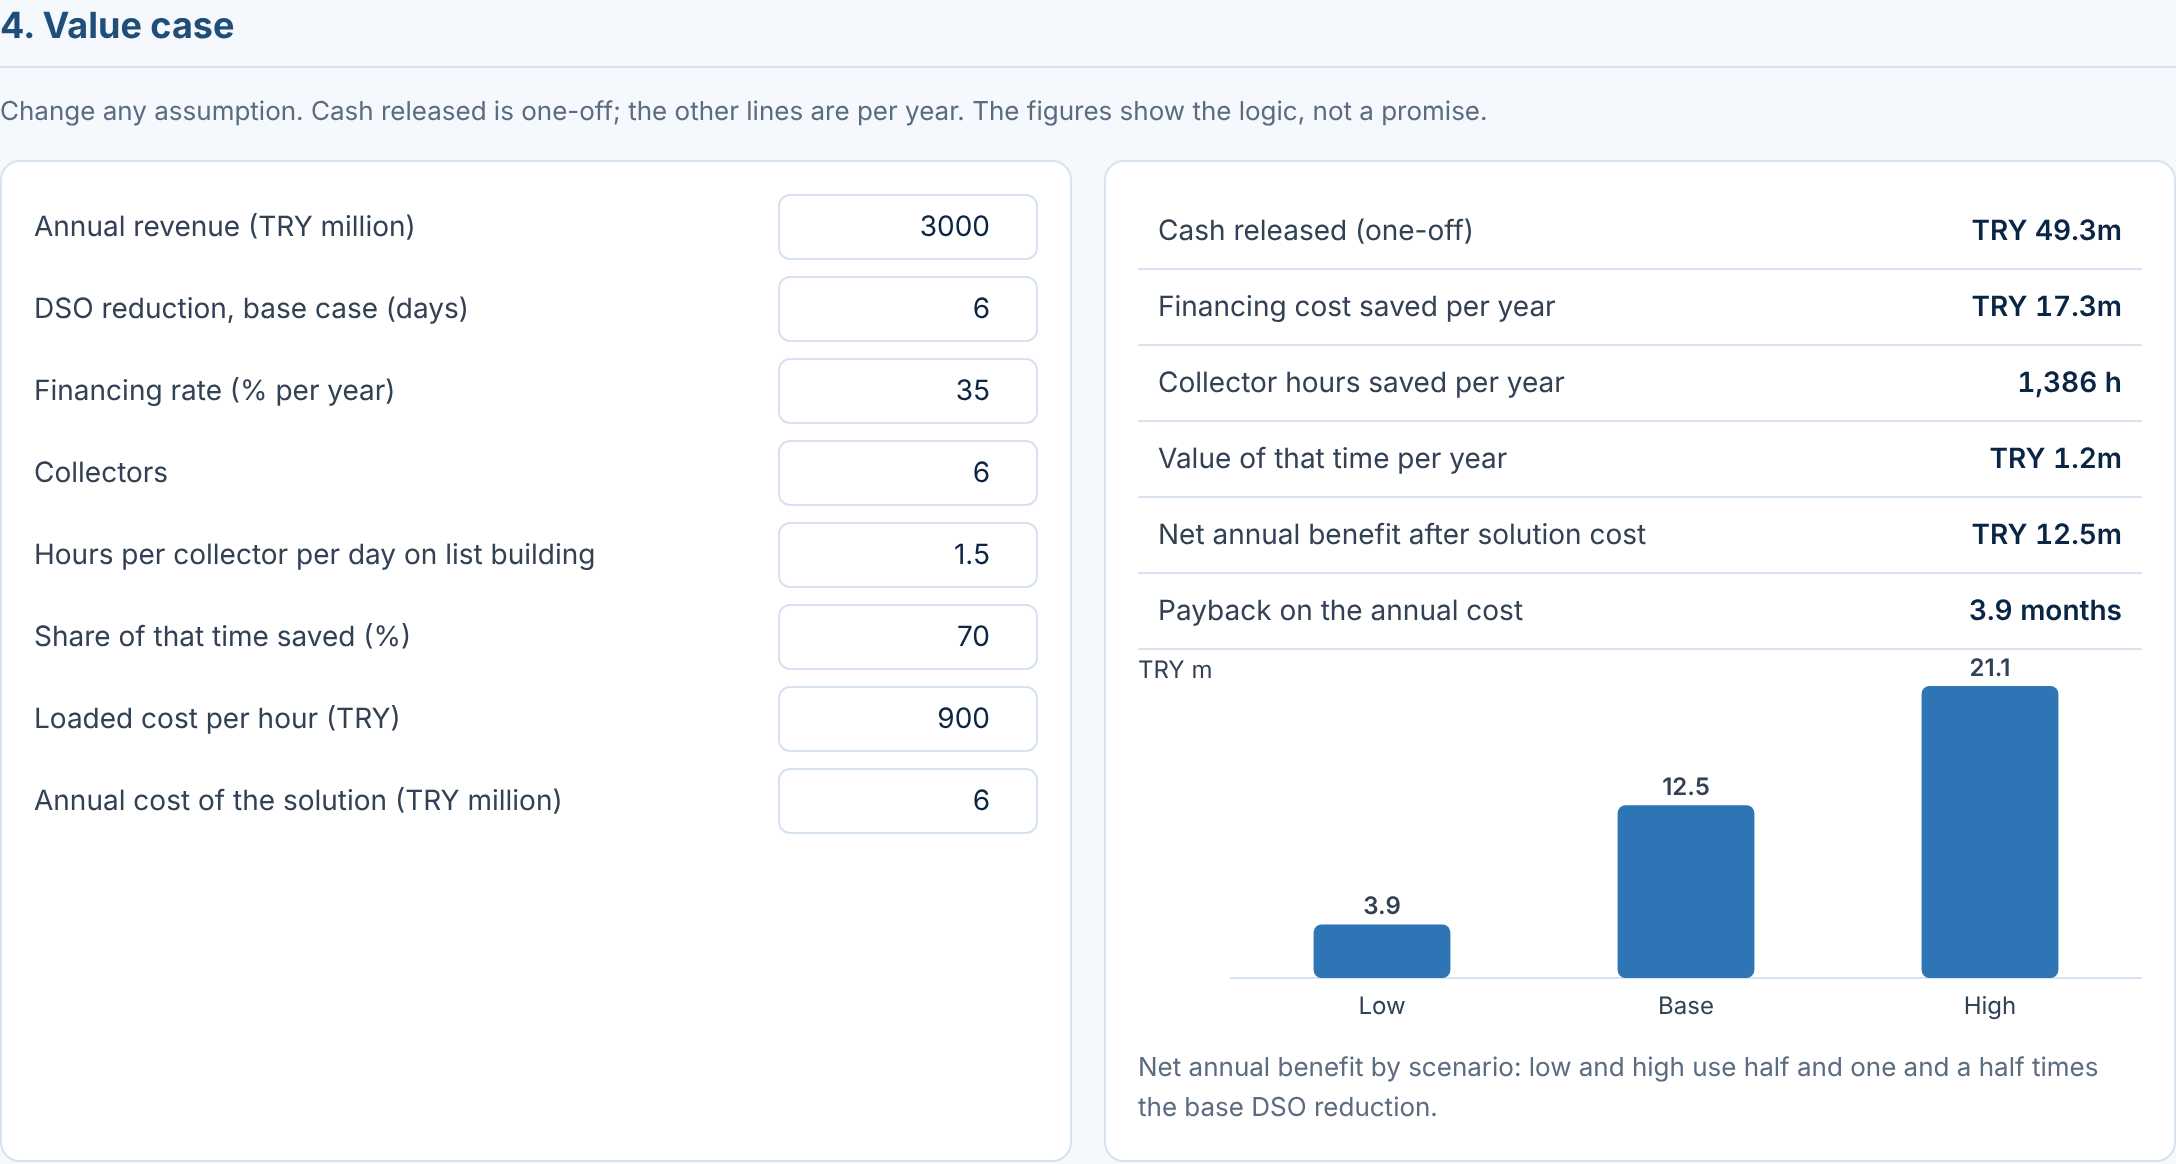 4. Value case
Change any assumption. Cash released is one-off; the other lines are per year. The figures show the logic, not a promise.
Annual revenue (TRY million) 3000
DSO reduction, base case (days) 6
Financing rate (% per year) 35
Collectors 6
Hours per collector per day on list building 1.5
Share of that time saved (%) 70
Loaded cost per hour (TRY) 900
Annual cost of the solution (TRY million) 6
Cash released (one-off) TRY 49.3m
Financing cost saved per year TRY 17.3m
Collector hours saved per year 1,386 h
Value of that time per year TRY 1.2m
Net annual benefit after solution cost TRY 12.5m
Payback on the annual cost 3.9 months
TRY m
21.1
12.5
3.9
Low Base High
Net annual benefit by scenario: low and high use half and one and a half times
the base DSO reduction.